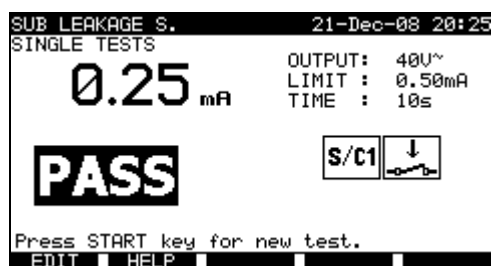 SUB LEAKAGE S. 21-Dec-08 20:25
SINGLE TESTS
0.25 mA
OUTPUT: 40V~
LIMIT : 0.50mA
TIME : 10s
PASS
S/C1
Press START key for new test.
EDIT HELP